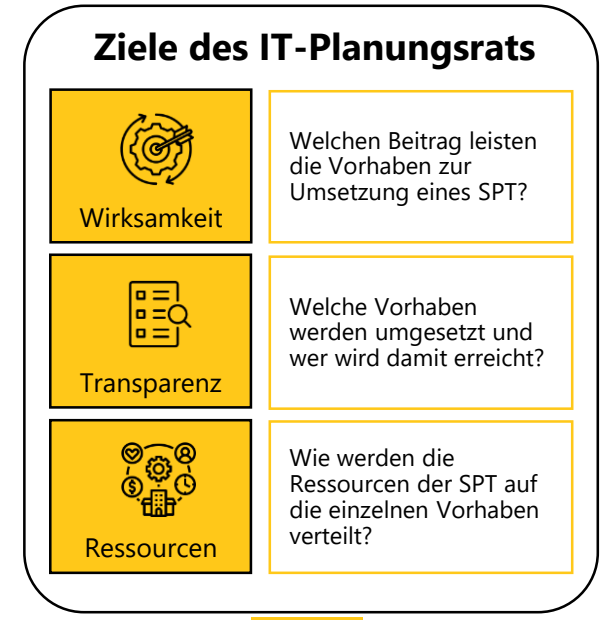 Ziele des IT-Planungsrats
Wirksamkeit
Welchen Beitrag leisten
die Vorhaben zur
Umsetzung eines SPT?
Transparenz
Welche Vorhaben
werden umgesetzt und
wer wird damit erreicht?
Ressourcen
Wie werden die
Ressourcen der SPT auf
die einzelnen Vorhaben
verteilt?